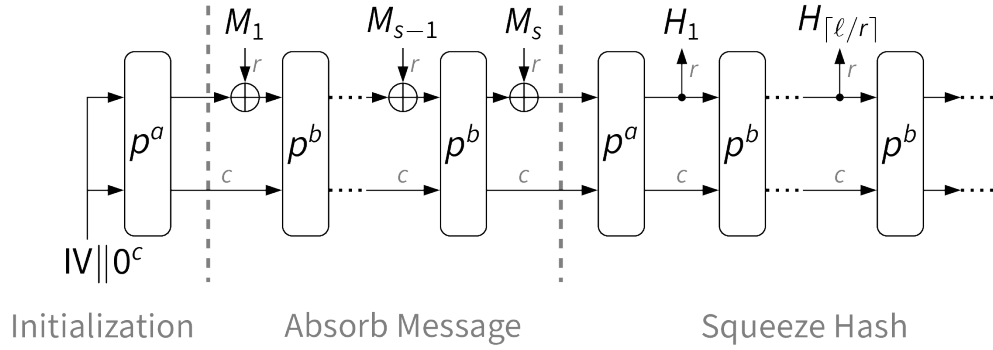 M₁ Mₛ₋₁ Mₛ H₁ H⌈ℓ/r⌉
r r r r r
pᵃ pᵇ pᵇ pᵃ pᵇ pᵇ
c c c c c
IV||0ᶜ
Initialization Absorb Message Squeeze Hash